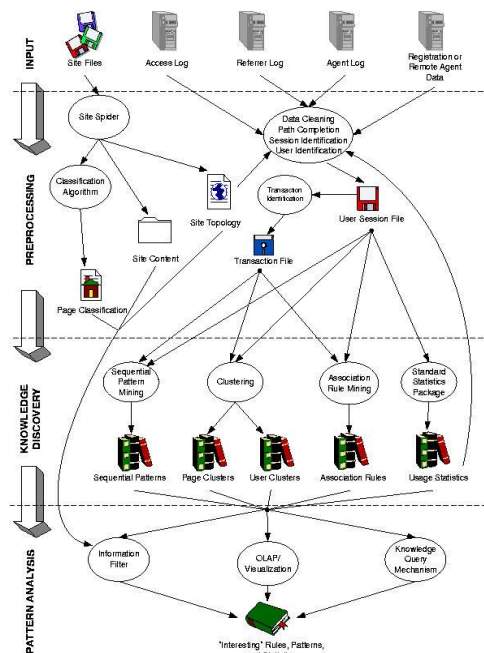 INPUT
Site Files
Access Log
Referrer Log
Agent Log
Registration or
Remote Agent
Data
PREPROCESSING
Site Spider
Data Cleaning
Path Completion
Session Identification
User Identification
Classification
Algorithm
Site Topology
Transaction
Identification
User Session File
Site Content
Transaction File
Page Classification
KNOWLEDGE
DISCOVERY
Sequential
Pattern
Mining
Clustering
Association
Rule Mining
Standard
Statistics
Package
Sequential Patterns
Page Clusters
User Clusters
Association Rules
Usage Statistics
PATTERN ANALYSIS
Information
Filter
OLAP/
Visualization
Knowledge
Query
Mechanism
"Interesting" Rules, Patterns,